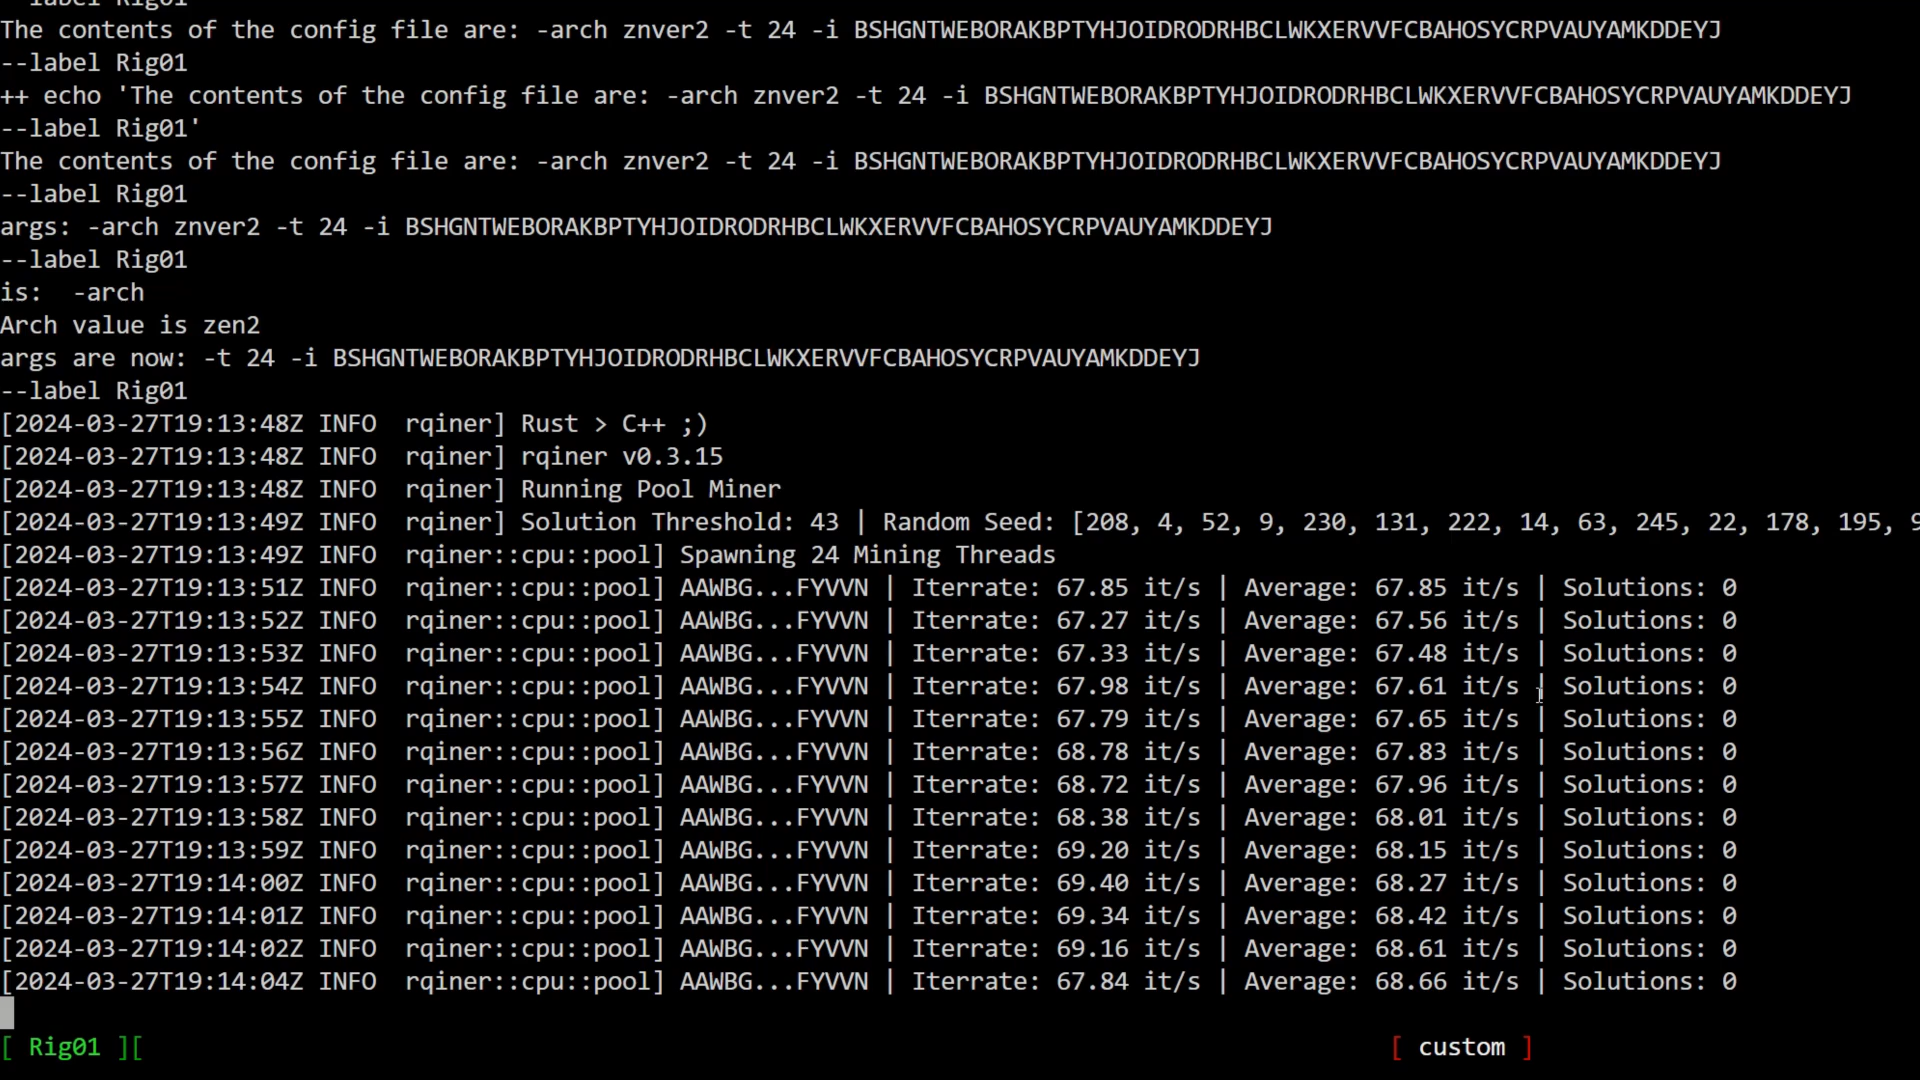 --label Rig01
The contents of the config file are: -arch znver2 -t 24 -i BSHGNTWEBORAKBPTYHJOIDRODRHBCLWKXERVVFCBAHOSYCRPVAUYAMKDDEYJ
--label Rig01
++ echo 'The contents of the config file are: -arch znver2 -t 24 -i BSHGNTWEBORAKBPTYHJOIDRODRHBCLWKXERVVFCBAHOSYCRPVAUYAMKDDEYJ
--label Rig01'
The contents of the config file are: -arch znver2 -t 24 -i BSHGNTWEBORAKBPTYHJOIDRODRHBCLWKXERVVFCBAHOSYCRPVAUYAMKDDEYJ
--label Rig01
args: -arch znver2 -t 24 -i BSHGNTWEBORAKBPTYHJOIDRODRHBCLWKXERVVFCBAHOSYCRPVAUYAMKDDEYJ
--label Rig01
is:  -arch
Arch value is zen2
args are now: -t 24 -i BSHGNTWEBORAKBPTYHJOIDRODRHBCLWKXERVVFCBAHOSYCRPVAUYAMKDDEYJ
--label Rig01
[2024-03-27T19:13:48Z INFO  rqiner] Rust > C++ ;)
[2024-03-27T19:13:48Z INFO  rqiner] rqiner v0.3.15
[2024-03-27T19:13:48Z INFO  rqiner] Running Pool Miner
[2024-03-27T19:13:49Z INFO  rqiner] Solution Threshold: 43 | Random Seed: [208, 4, 52, 9, 230, 131, 222, 14, 63, 245, 22, 178, 195, 9
[2024-03-27T19:13:49Z INFO  rqiner::cpu::pool] Spawning 24 Mining Threads
[2024-03-27T19:13:51Z INFO  rqiner::cpu::pool] AAWBG...FYVVN | Iterrate: 67.85 it/s | Average: 67.85 it/s | Solutions: 0
[2024-03-27T19:13:52Z INFO  rqiner::cpu::pool] AAWBG...FYVVN | Iterrate: 67.27 it/s | Average: 67.56 it/s | Solutions: 0
[2024-03-27T19:13:53Z INFO  rqiner::cpu::pool] AAWBG...FYVVN | Iterrate: 67.33 it/s | Average: 67.48 it/s | Solutions: 0
[2024-03-27T19:13:54Z INFO  rqiner::cpu::pool] AAWBG...FYVVN | Iterrate: 67.98 it/s | Average: 67.61 it/s | Solutions: 0
[2024-03-27T19:13:55Z INFO  rqiner::cpu::pool] AAWBG...FYVVN | Iterrate: 67.79 it/s | Average: 67.65 it/s | Solutions: 0
[2024-03-27T19:13:56Z INFO  rqiner::cpu::pool] AAWBG...FYVVN | Iterrate: 68.78 it/s | Average: 67.83 it/s | Solutions: 0
[2024-03-27T19:13:57Z INFO  rqiner::cpu::pool] AAWBG...FYVVN | Iterrate: 68.72 it/s | Average: 67.96 it/s | Solutions: 0
[2024-03-27T19:13:58Z INFO  rqiner::cpu::pool] AAWBG...FYVVN | Iterrate: 68.38 it/s | Average: 68.01 it/s | Solutions: 0
[2024-03-27T19:13:59Z INFO  rqiner::cpu::pool] AAWBG...FYVVN | Iterrate: 69.20 it/s | Average: 68.15 it/s | Solutions: 0
[2024-03-27T19:14:00Z INFO  rqiner::cpu::pool] AAWBG...FYVVN | Iterrate: 69.40 it/s | Average: 68.27 it/s | Solutions: 0
[2024-03-27T19:14:01Z INFO  rqiner::cpu::pool] AAWBG...FYVVN | Iterrate: 69.34 it/s | Average: 68.42 it/s | Solutions: 0
[2024-03-27T19:14:02Z INFO  rqiner::cpu::pool] AAWBG...FYVVN | Iterrate: 69.16 it/s | Average: 68.61 it/s | Solutions: 0
[2024-03-27T19:14:04Z INFO  rqiner::cpu::pool] AAWBG...FYVVN | Iterrate: 67.84 it/s | Average: 68.66 it/s | Solutions: 0
[ Rig01 ][ [ custom ]